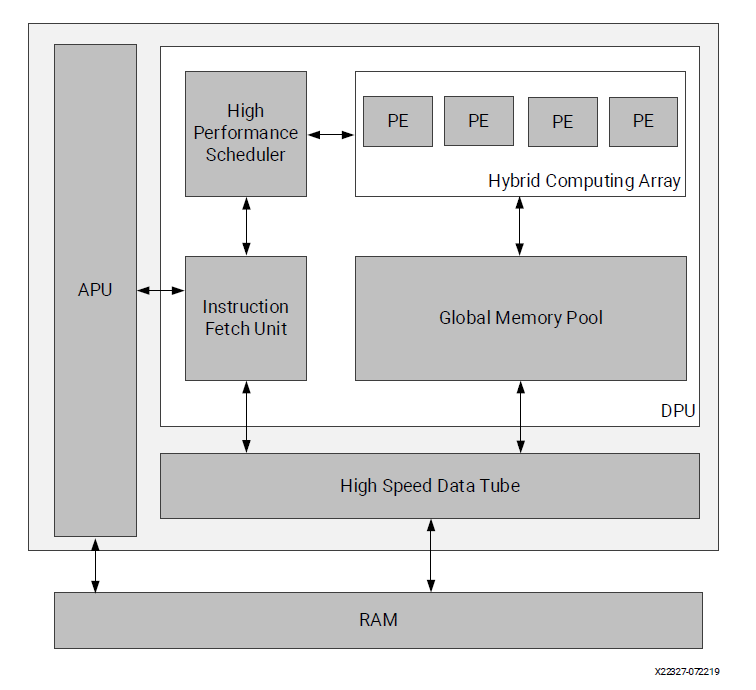 High
Performance
Scheduler
PE
PE
PE
PE
Hybrid Computing Array
APU
Instruction
Fetch Unit
Global Memory Pool
DPU
High Speed Data Tube
RAM
X22327-072219